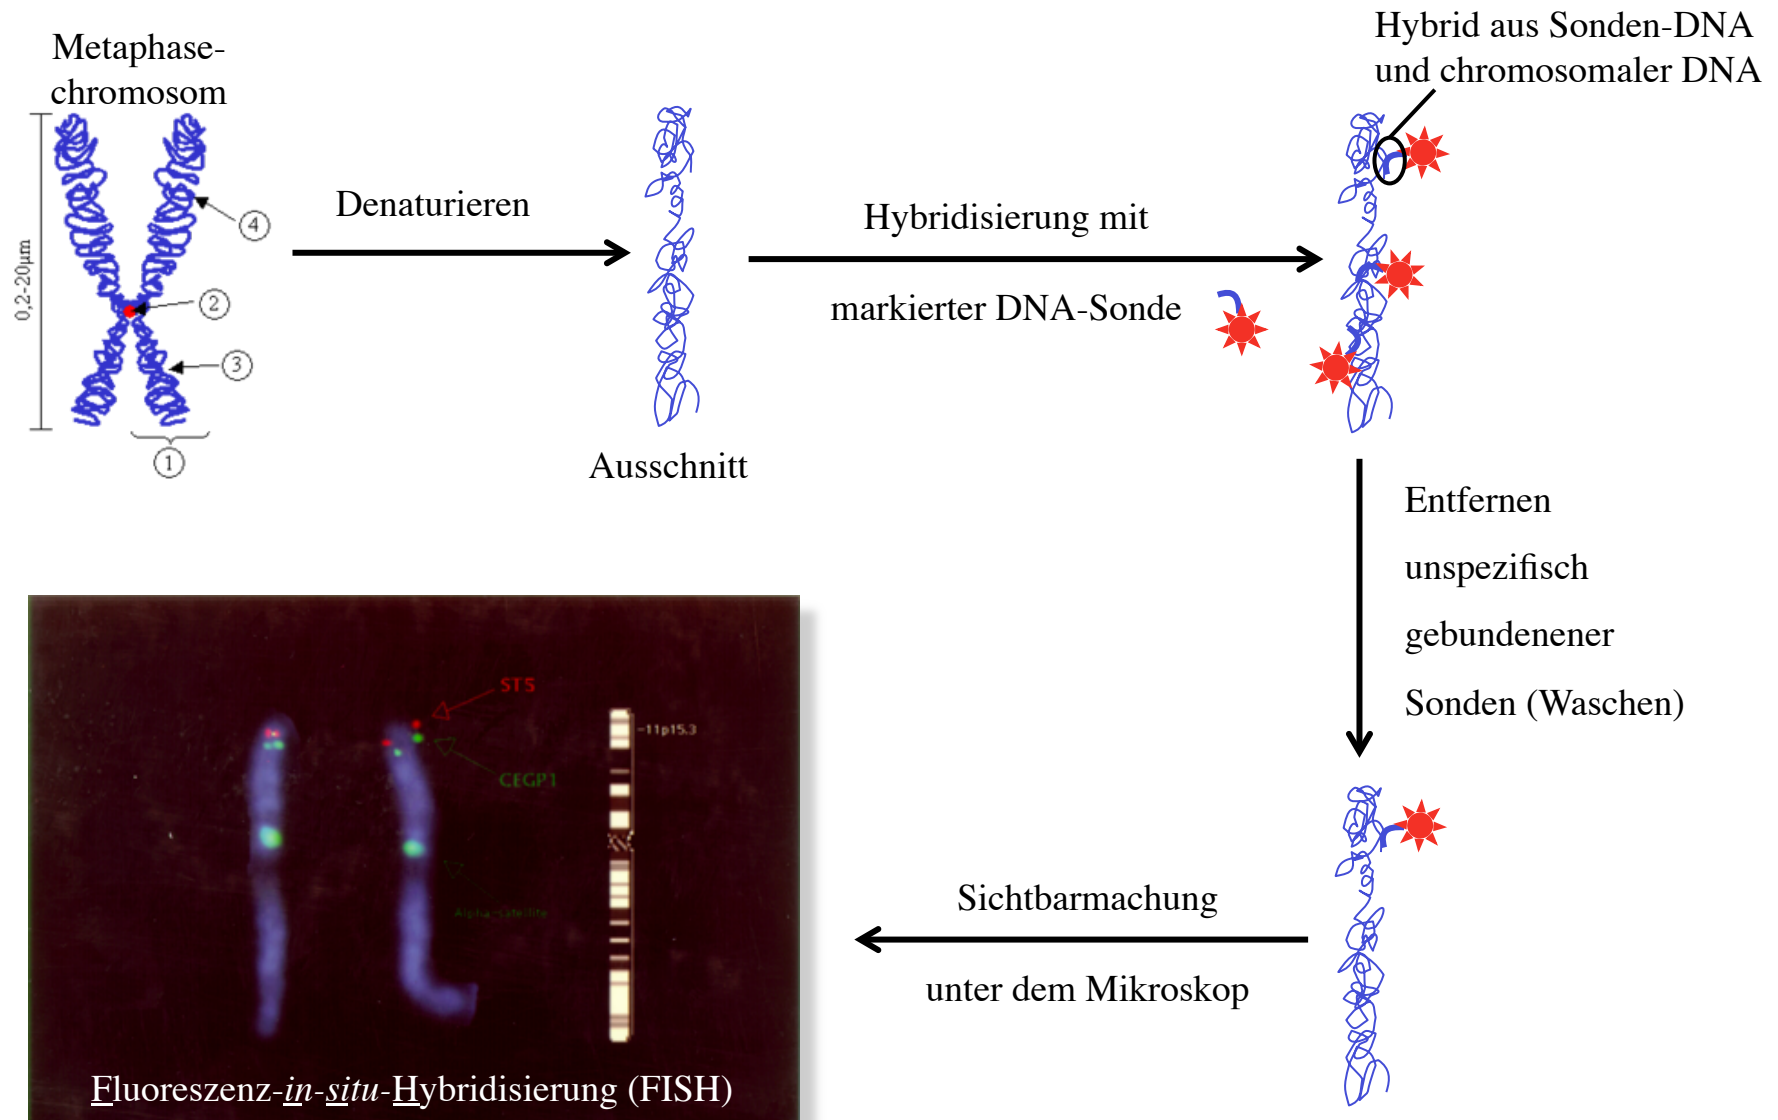 Metaphase-
chromosom
0,2-20µm
4
2
3
1
Denaturieren
Ausschnitt
Hybridisierung mit
markierter DNA-Sonde
Hybrid aus Sonden-DNA
und chromosomaler DNA
Entfernen
unspezifisch
gebundenener
Sonden (Waschen)
Sichtbarmachung
unter dem Mikroskop
ST5
11p15.3
CEGP1
Alpha-satellite
Fluoreszenz-in-situ-Hybridisierung (FISH)